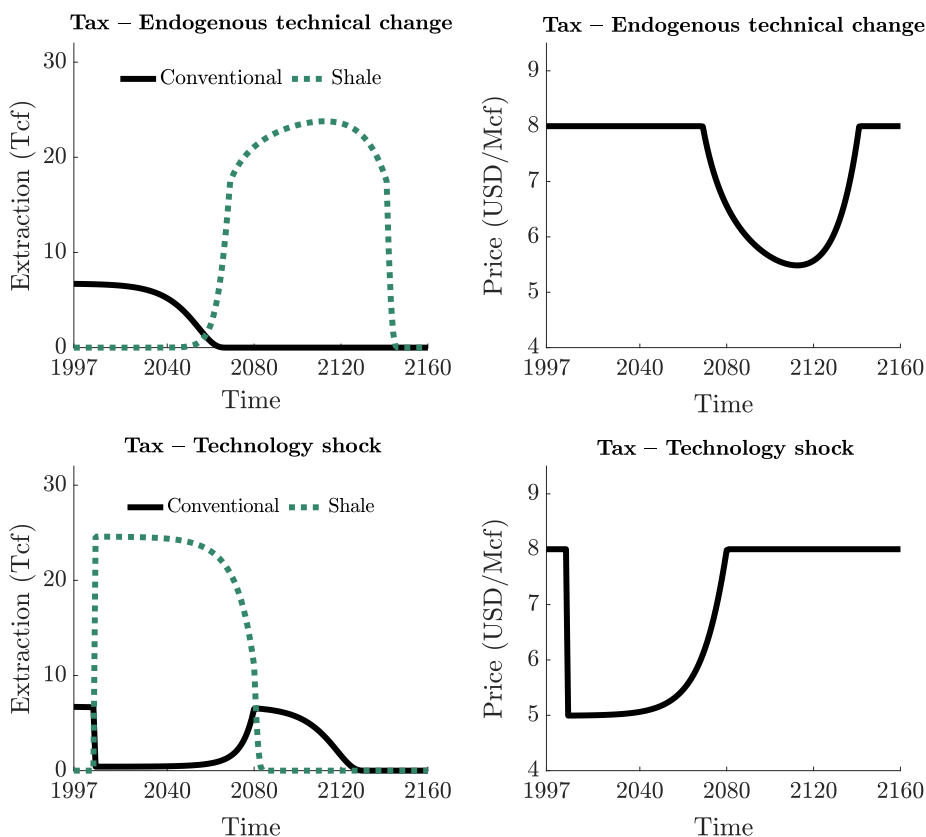 Tax – Endogenous technical change
Extraction (Tcf)
30
20
10
0
Conventional Shale
1997 2040 2080 2120 2160
Time
Tax – Endogenous technical change
Price (USD/Mcf)
9
8
7
6
5
4
1997 2040 2080 2120 2160
Time
Tax – Technology shock
Extraction (Tcf)
30
20
10
0
Conventional Shale
1997 2040 2080 2120 2160
Time
Tax – Technology shock
Price (USD/Mcf)
9
8
7
6
5
4
1997 2040 2080 2120 2160
Time